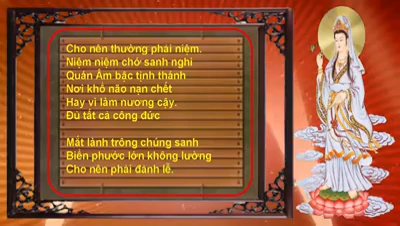 Cho nên thường phải niệm.
Niệm niệm chớ sanh nghi
Quán Âm bậc tịnh thánh
Nơi khổ não nạn chết
Hay vì làm nương cậy.
Đủ tất cả công đức
Mắt lành trông chúng sanh
Biển phước lớn không lường
Cho nên phải đảnh lễ.